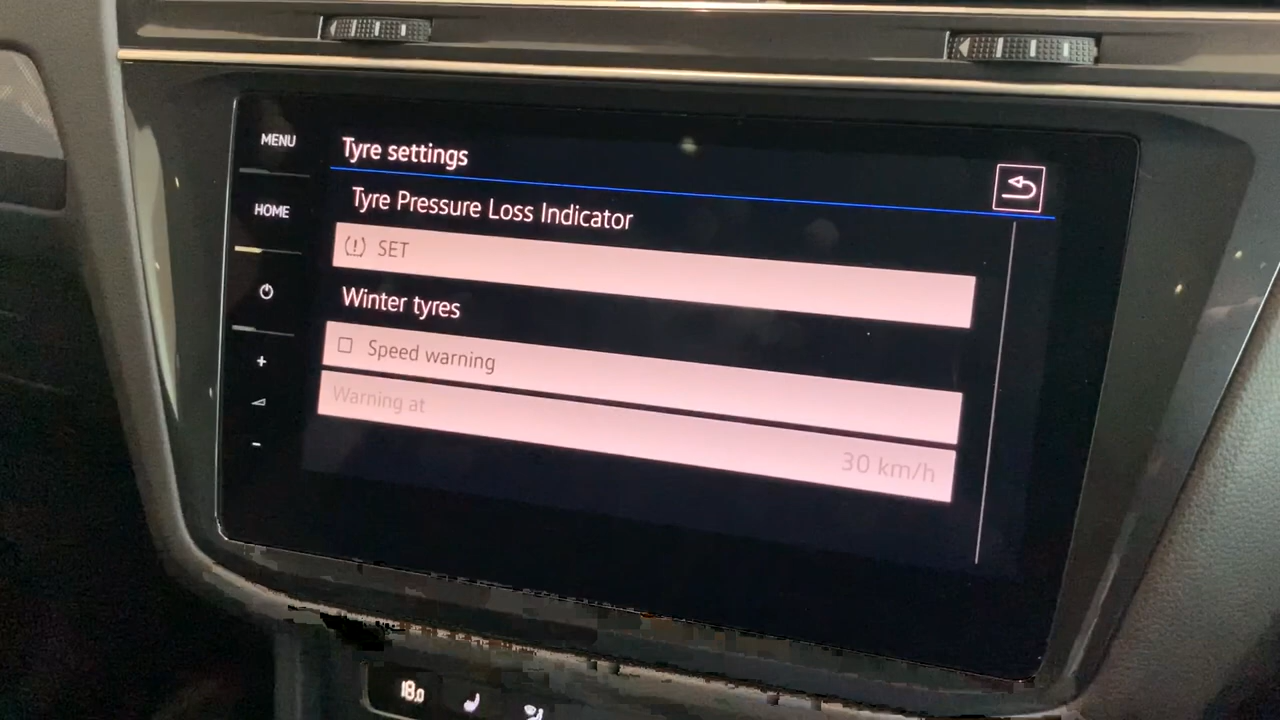 MENU
Tyre settings
HOME
Tyre Pressure Loss Indicator
SET
Winter tyres
Speed warning
Warning at
30 km/h
+
-
18.0